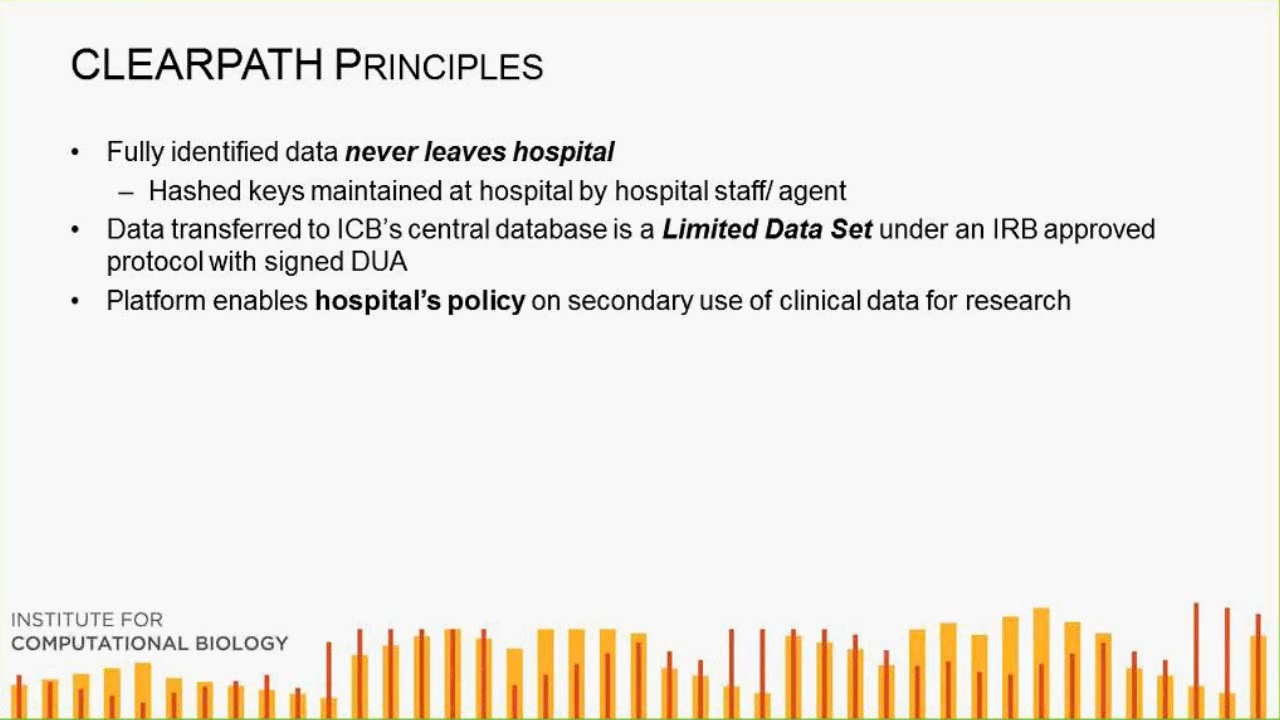 CLEARPATH PRINCIPLES
• Fully identified data never leaves hospital
– Hashed keys maintained at hospital by hospital staff/ agent
• Data transferred to ICB's central database is a Limited Data Set under an IRB approved
protocol with signed DUA
• Platform enables hospital's policy on secondary use of clinical data for research
INSTITUTE FOR
COMPUTATIONAL BIOLOGY